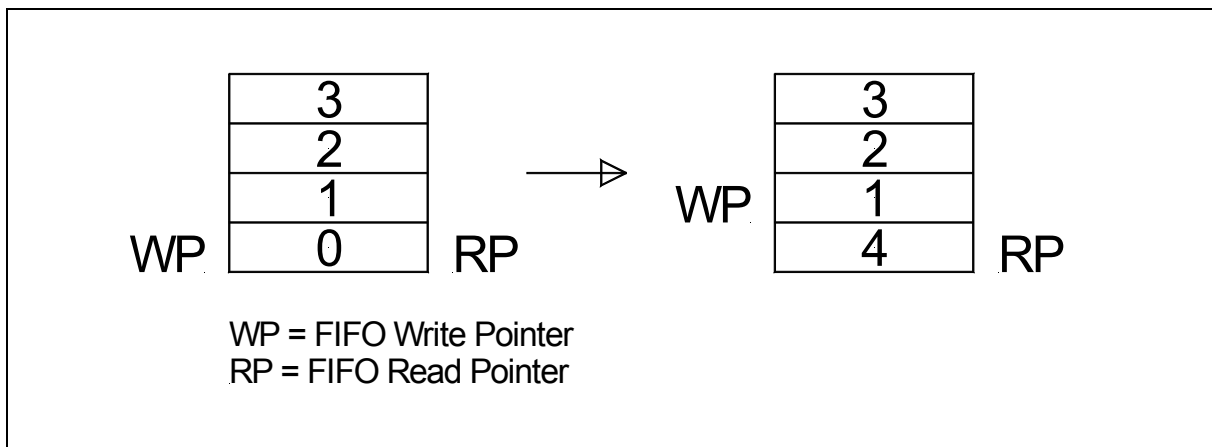 3 3
2 2
1 WP 1
WP 0 RP 4 RP
WP = FIFO Write Pointer
RP = FIFO Read Pointer